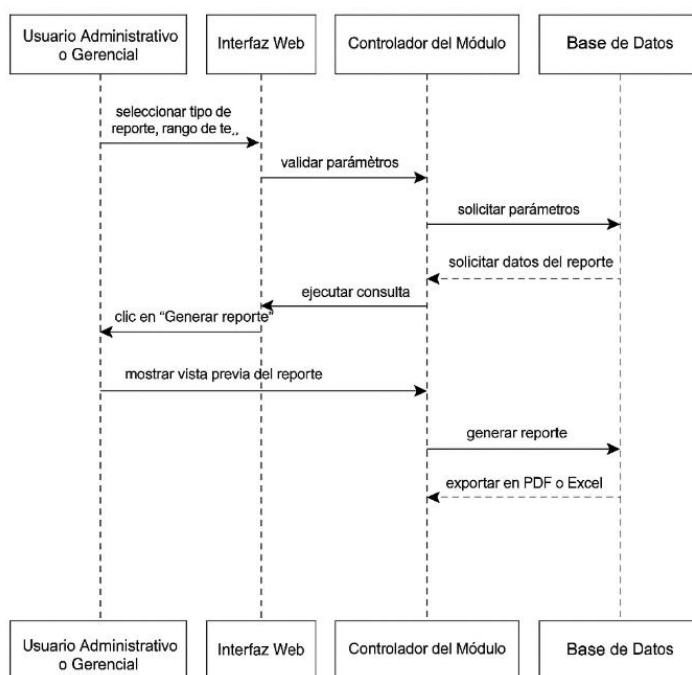 Usuario Administrativo
o Gerencial
Interfaz Web
Controlador del Módulo
Base de Datos
seleccionar tipo de
reporte, rango de te..
validar parámètros
solicitar parámetros
solicitar datos del reporte
ejecutar consulta
clic en “Generar reporte”
mostrar vista previa del reporte
generar reporte
exportar en PDF o Excel
Usuario Administrativo
o Gerencial
Interfaz Web
Controlador del Módulo
Base de Datos